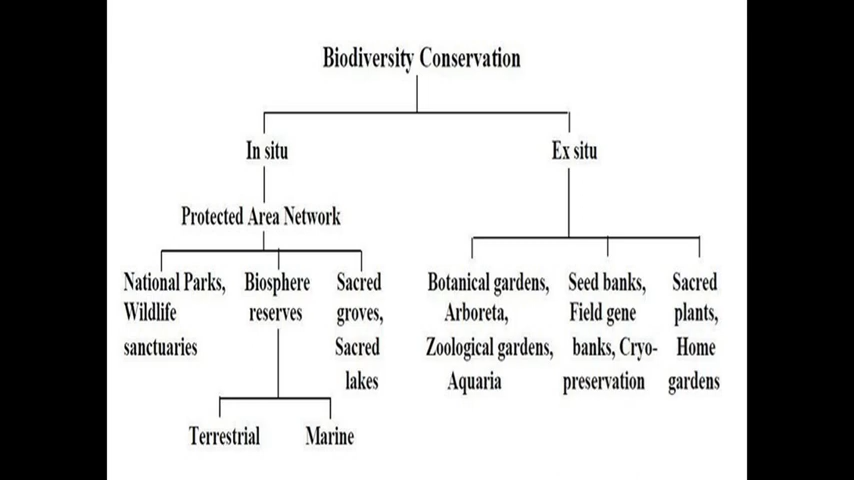 Biodiversity Conservation
In situ
Ex situ
Protected Area Network
National Parks,
Wildlife
sanctuaries
Biosphere
reserves
Sacred
groves,
Sacred
lakes
Botanical gardens,
Arboreta,
Zoological gardens,
Aquaria
Seed banks,
Field gene
banks, Cryo-
preservation
Sacred
plants,
Home
gardens
Terrestrial
Marine